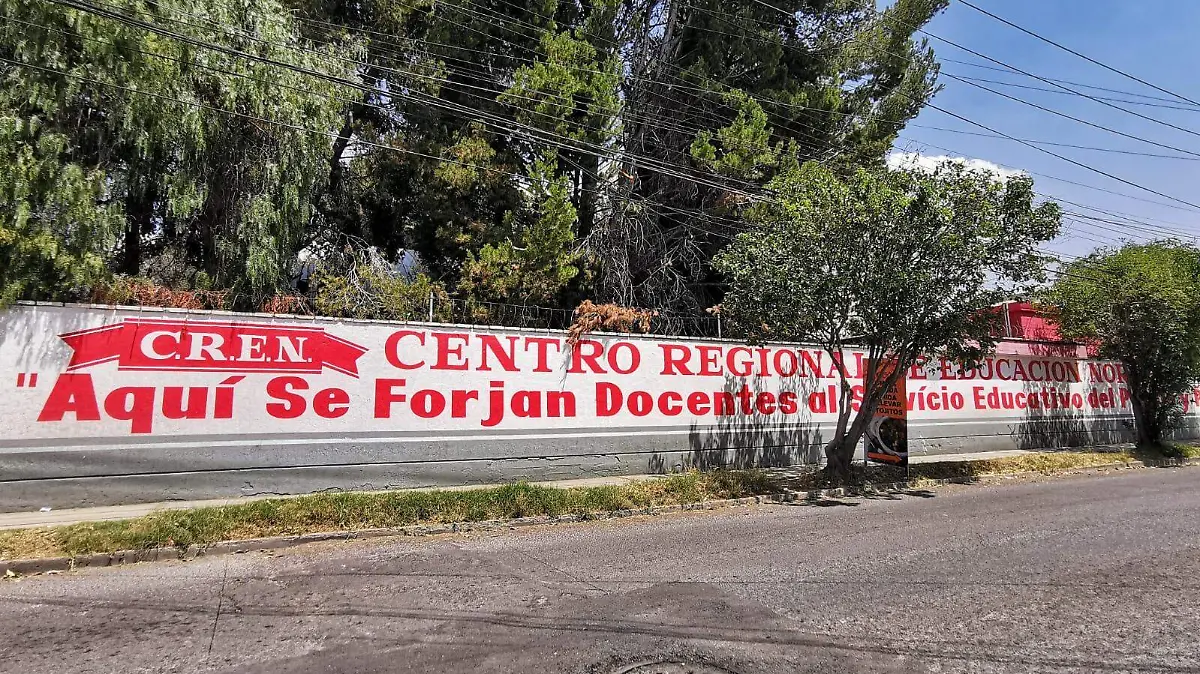 C.R.E.N.
CENTRO REGIONAL DE EDUCACION NOR
"Aquí Se Forjan Docentes al Servicio Educativo del P y